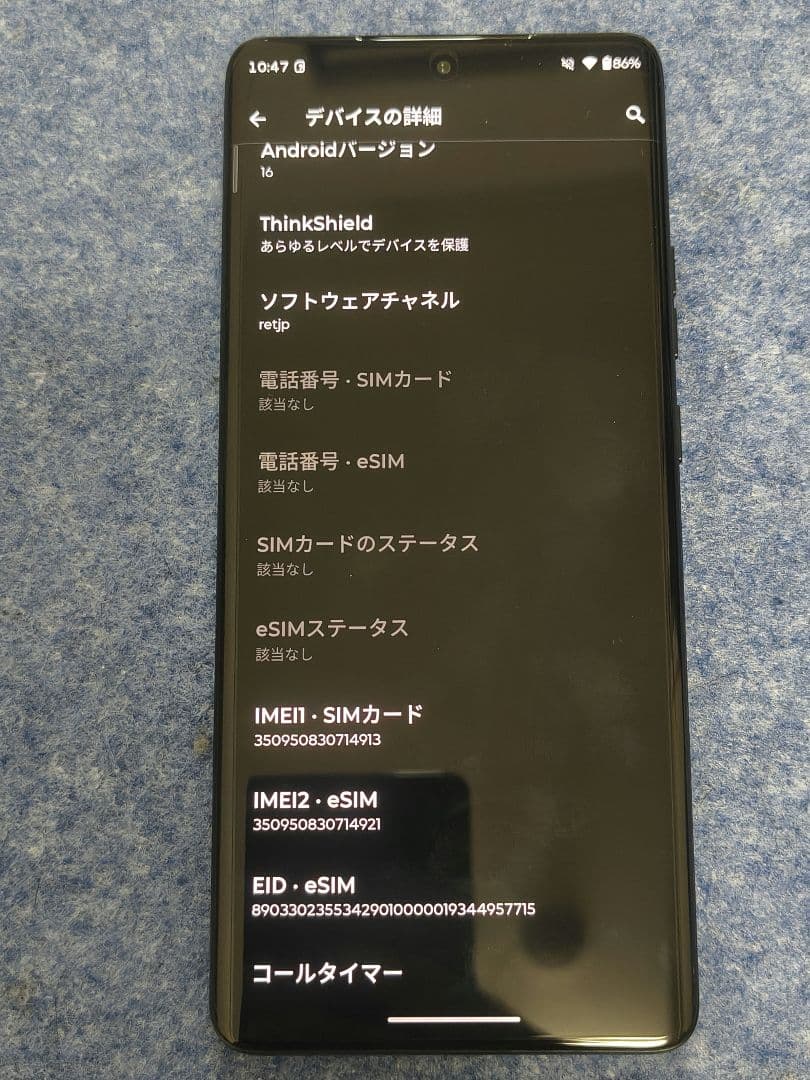 10:47
86%
デバイスの詳細
Androidバージョン
16
ThinkShield
あらゆるレベルでデバイスを保護
ソフトウェアチャネル
retjp
電話番号・SIMカード
該当なし
電話番号・eSIM
該当なし
SIMカードのステータス
該当なし
eSIMステータス
該当なし
IMEI1・SIMカード
350950830714913
IMEI2・eSIM
350950830714921
EID・eSIM
89033023553429010000019344957715
コールタイマー